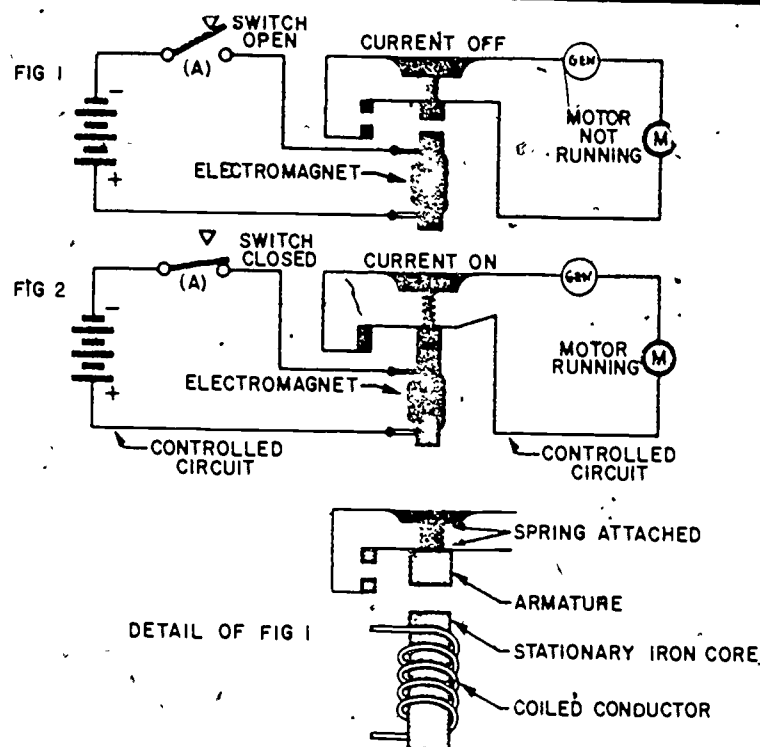 SWITCH
OPEN
CURRENT OFF
FIG 1
(A)
GEN
-
MOTOR
NOT
RUNNING
M
ELECTROMAGNET
+
SWITCH
CLOSED
CURRENT ON
FIG 2
(A)
GEN
-
MOTOR
RUNNING
M
ELECTROMAGNET
+
CONTROLLED
CIRCUIT
CONTROLLED
CIRCUIT
SPRING ATTACHED
ARMATURE
DETAIL OF FIG 1
STATIONARY IRON CORE
COILED CONDUCTOR